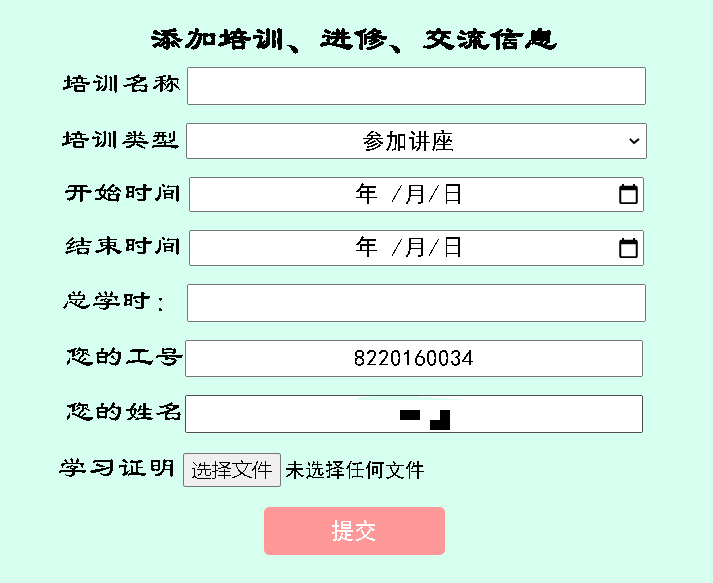 添加培训、进修、交流信息
培训名称
培训类型 参加讲座
开始时间 年 /月/日
结束时间 年 /月/日
总学时：
您的工号 8220160034
您的姓名
学习证明 选择文件 未选择任何文件
提交